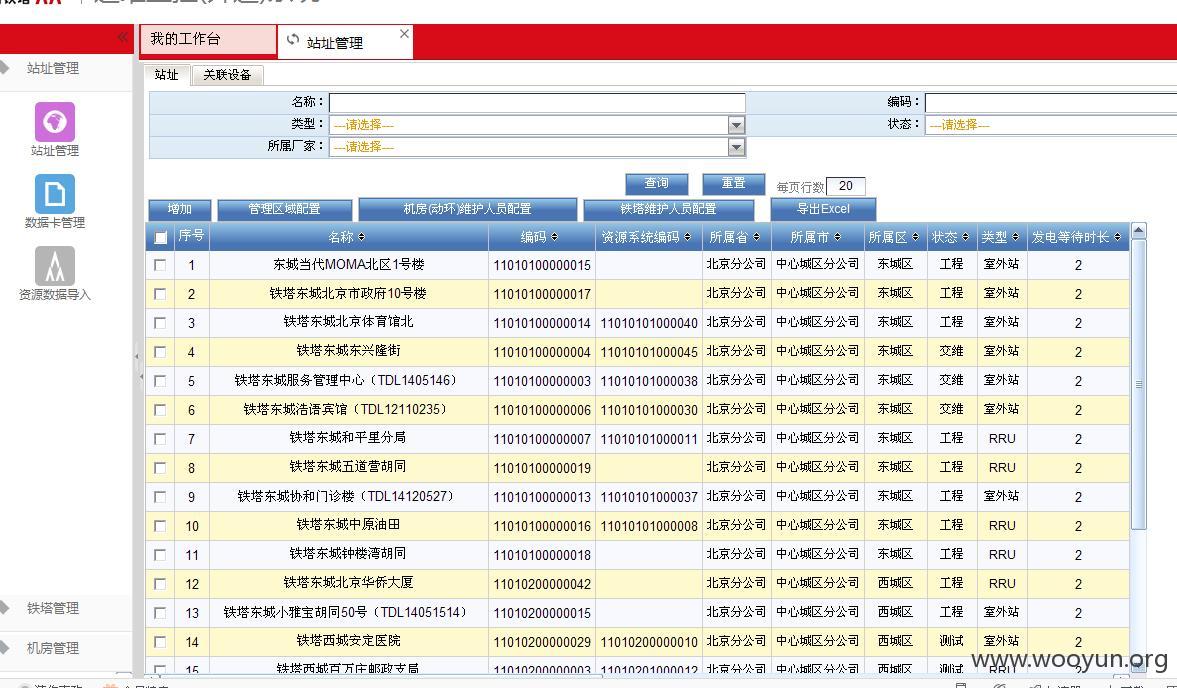 我的工作台
站址管理
站址管理
站址 关联设备
名称： 编码：
类型： ---请选择--- 状态： ---请选择---
所属厂家： ---请选择---
查询 重置 每页行数 20
增加 管理区域配置 机房(动环)维护人员配置 铁塔维护人员配置 导出Excel
站址管理
数据卡管理
资源数据导入
序号 名称 编码 资源系统编码 所属省 所属市 所属区 状态 类型 发电等待时长
1 东城当代MOMA北区1号楼 11010100000015 北京分公司 中心城区分公司 东城区 工程 室外站 2
2 铁塔东城北京市政府10号楼 11010100000017 北京分公司 中心城区分公司 东城区 工程 室外站 2
3 铁塔东城北京体育馆北 11010100000014 11010101000040 北京分公司 中心城区分公司 东城区 工程 室外站 2
4 铁塔东城东兴隆街 11010100000004 11010101000045 北京分公司 中心城区分公司 东城区 交维 室外站 2
5 铁塔东城服务管理中心（TDL1405146） 11010100000003 11010101000038 北京分公司 中心城区分公司 东城区 交维 室外站 2
6 铁塔东城浩语宾馆（TDL12110235） 11010100000006 11010101000030 北京分公司 中心城区分公司 东城区 交维 室外站 2
7 铁塔东城和平里分局 11010100000007 11010101000011 北京分公司 中心城区分公司 东城区 工程 RRU 2
8 铁塔东城五道营胡同 11010100000019 北京分公司 中心城区分公司 东城区 工程 RRU 2
9 铁塔东城协和门诊楼（TDL14120527） 11010100000013 11010101000037 北京分公司 中心城区分公司 东城区 工程 室外站 2
10 铁塔东城中原油田 11010100000016 11010101000008 北京分公司 中心城区分公司 东城区 工程 RRU 2
11 铁塔东城钟楼湾胡同 11010100000018 北京分公司 中心城区分公司 东城区 工程 RRU 2
12 铁塔东城北京华侨大厦 11010200000042 北京分公司 中心城区分公司 西城区 工程 RRU 2
13 铁塔东城小雅宝胡同50号（TDL14051514） 11010200000015 北京分公司 中心城区分公司 西城区 工程 室外站 2
14 铁塔西城安定医院 11010200000029 11010200000010 北京分公司 中心城区分公司 西城区 测试 室外站 2
15 铁塔西城百万庄邮政支局 11010200000003 11010201000012 北京分公司 中心城区分公司 西城区 测试 室外站 2
铁塔管理
机房管理
www.wooyun.org